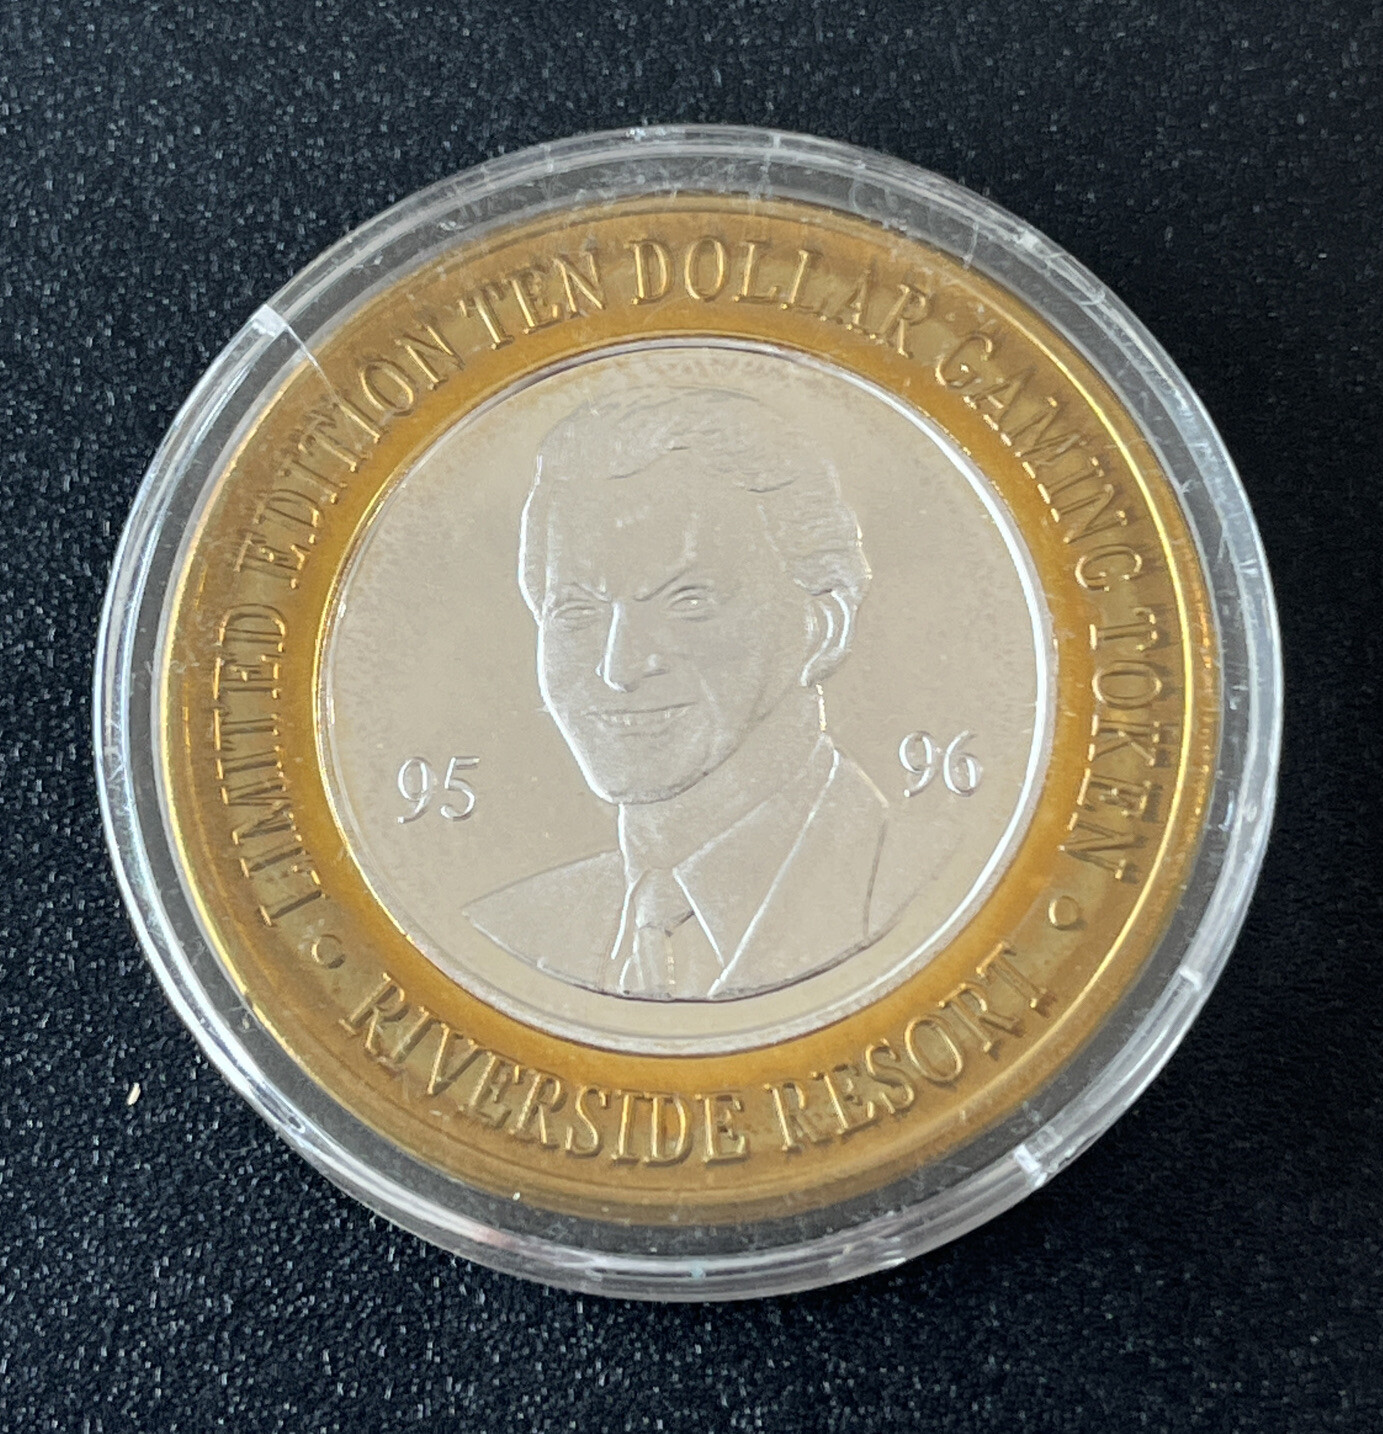 LIMITED EDITION TEN DOLLAR GAMING TOKEN
95 96
• RIVERSIDE RESORT •